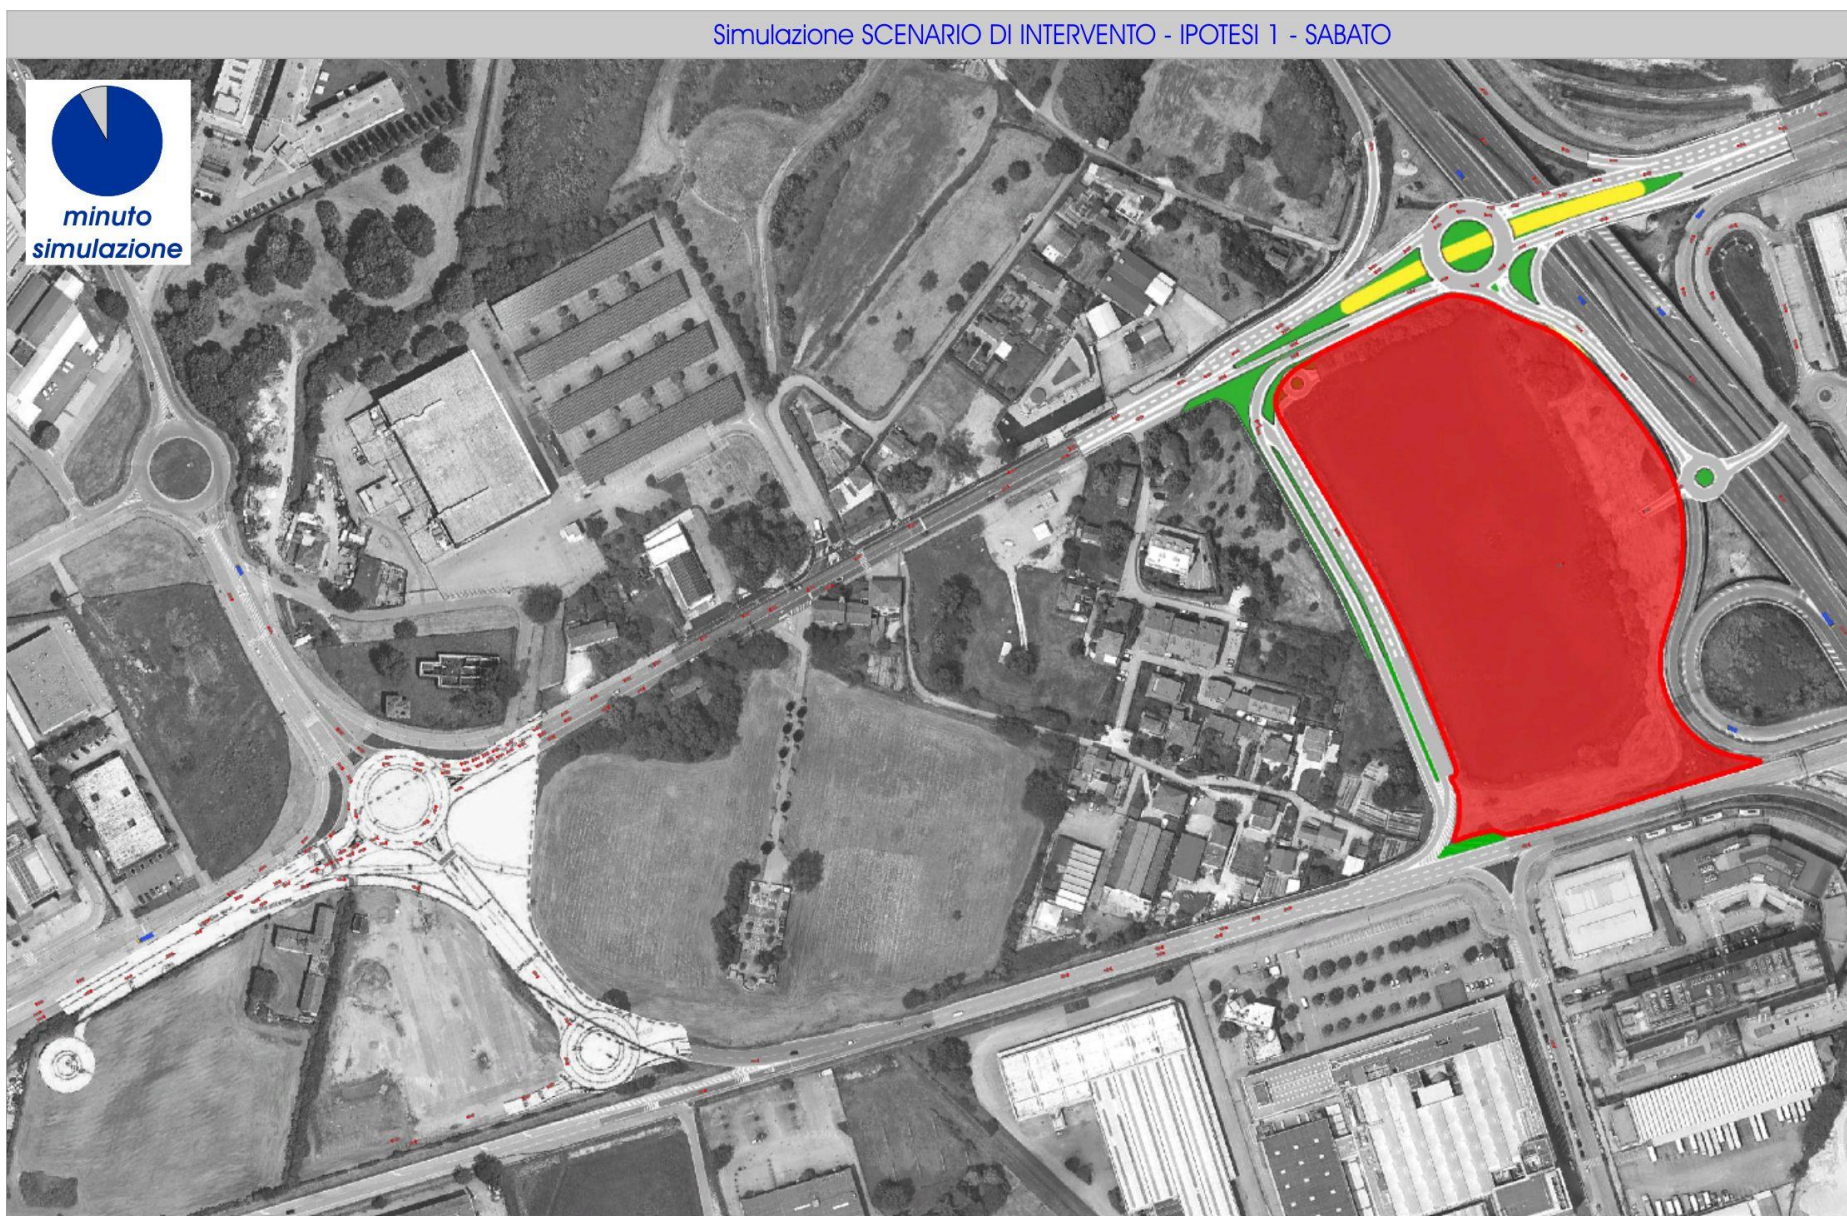 Simulazione SCENARIO DI INTERVENTO - IPOTESI 1 - SABATO
minuto
simulazione